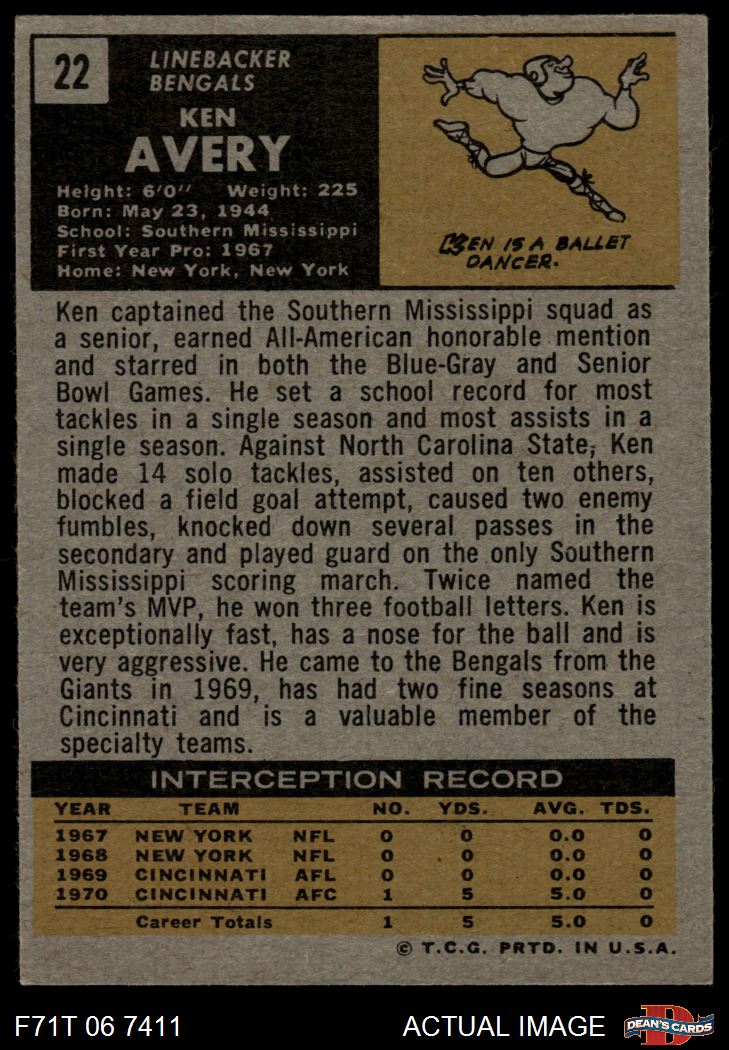 22
LINEBACKER
BENGALS
KEN
AVERY
Height: 6'0" Weight: 225
Born: May 23, 1944
School: Southern Mississippi
First Year Pro: 1967
Home: New York, New York
KEN IS A BALLET
DANCER.
Ken captained the Southern Mississippi squad as
a senior, earned All-American honorable mention
and starred in both the Blue-Gray and Senior
Bowl Games. He set a school record for most
tackles in a single season and most assists in a
single season. Against North Carolina State, Ken
made 14 solo tackles, assisted on ten others,
blocked a field goal attempt, caused two enemy
fumbles, knocked down several passes in the
secondary and played guard on the only Southern
Mississippi scoring march. Twice named the
team's MVP, he won three football letters. Ken is
exceptionally fast, has a nose for the ball and is
very aggressive. He came to the Bengals from the
Giants in 1969, has had two fine seasons at
Cincinnati and is a valuable member of the
specialty teams.
INTERCEPTION RECORD
YEAR TEAM NO. YDS. AVG. TDS.
1967 NEW YORK NFL 0 0 0.0 0
1968 NEW YORK NFL 0 0 0.0 0
1969 CINCINNATI AFL 0 0 0.0 0
1970 CINCINNATI AFC 1 5 5.0 0
Career Totals 1 5 5.0 0
© T.C.G. PRTD. IN U.S.A.
F71T 06 7411 ACTUAL IMAGE
D
DEAN'S CARDS